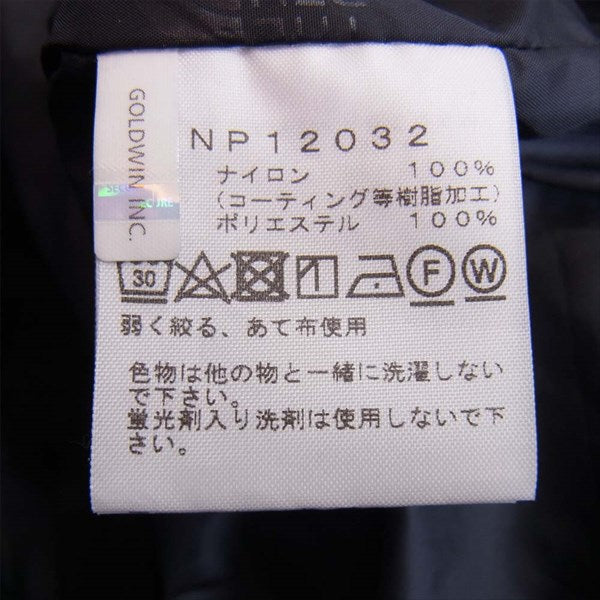 GOLDWIN INC.
NP12032
ナイロン 100%
(コーティング等樹脂加工)
ポリエステル 100%
30
F
W
弱く絞る、あて布使用
色物は他の物と一緒に洗濯しない
で下さい。
蛍光剤入り洗剤は使用しないで下
さい。